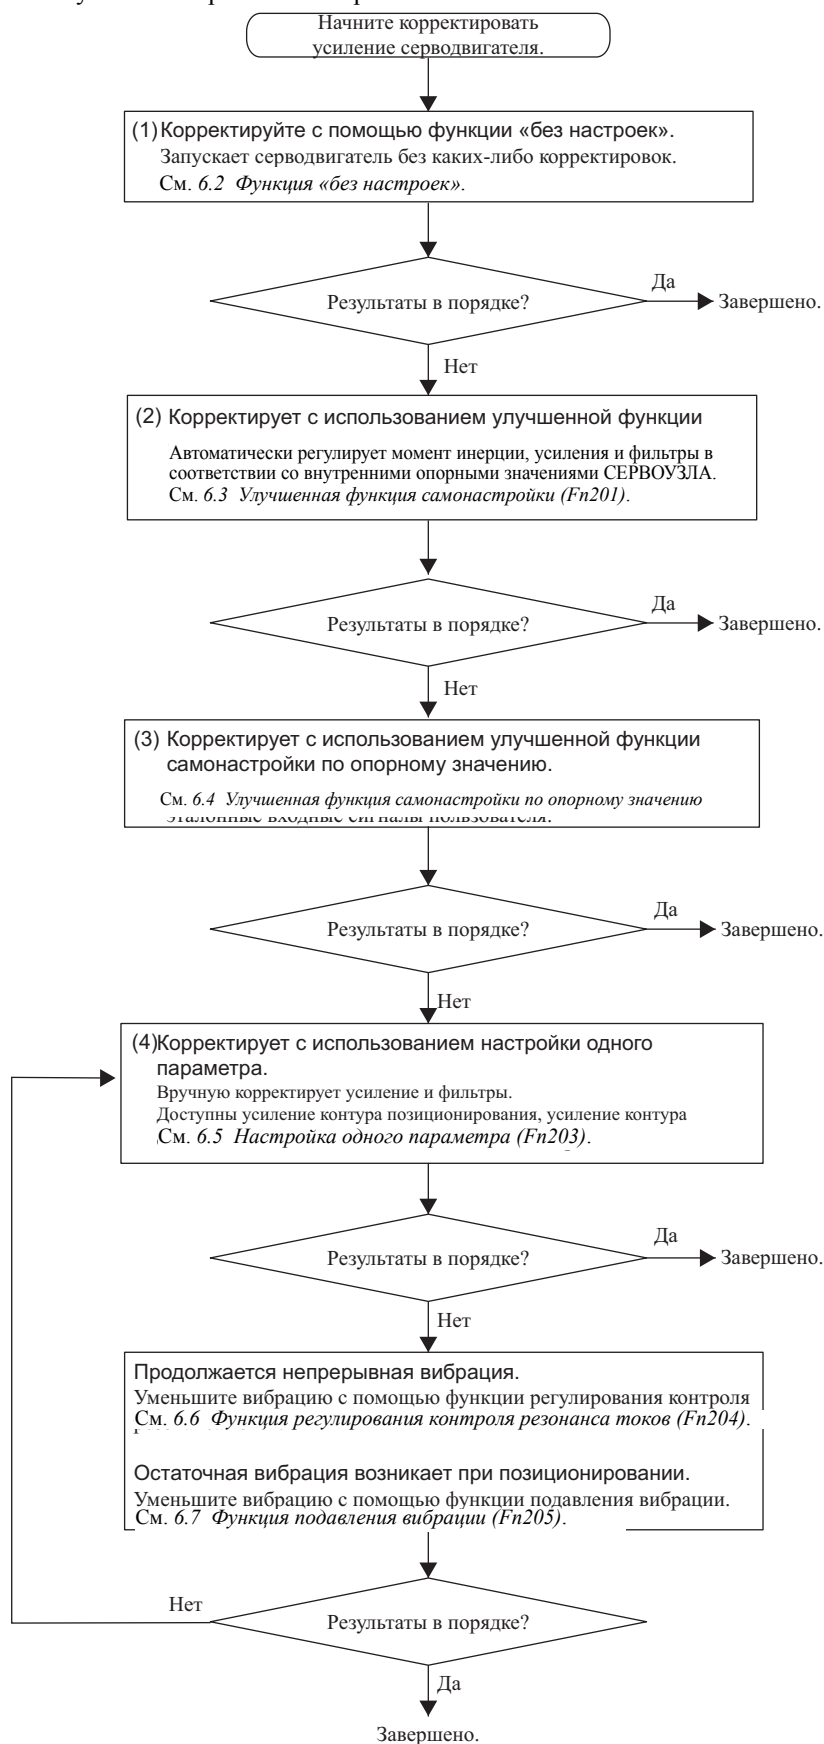 Начните корректировать
усиление серводвигателя.
(1) Корректируйте с помощью функции «без настроек».
Запускает серводвигатель без каких-либо корректировок.
См. 6.2 Функция «без настроек».
Да
Результаты в порядке?
Завершено.
Нет
(2) Корректирует с использованием улучшенной функции
Автоматически регулирует момент инерции, усиления и фильтры в
соответствии со внутренними опорными значениями СЕРВОУЗЛА.
См. 6.3 Улучшенная функция самонастройки (Fn201).
Да
Результаты в порядке?
Завершено.
Нет
(3) Корректирует с использованием улучшенной функции
самонастройки по опорному значению.
См. 6.4 Улучшенная функция самонастройки по опорному значению
эталонные входные сигналы пользователя.
Да
Результаты в порядке?
Завершено.
Нет
(4) Корректирует с использованием настройки одного
параметра.
Вручную корректирует усиление и фильтры.
Доступны усиление контура позиционирования, усиление контура
См. 6.5 Настройка одного параметра (Fn203).
Да
Результаты в порядке?
Завершено.
Нет
Продолжается непрерывная вибрация.
Уменьшите вибрацию с помощью функции регулирования контроля
См. 6.6 Функция регулирования контроля резонанса токов (Fn204).
Остаточная вибрация возникает при позиционировании.
Уменьшите вибрацию с помощью функции подавления вибрации.
См. 6.7 Функция подавления вибрации (Fn205).
Нет
Результаты в порядке?
Да
Завершено.